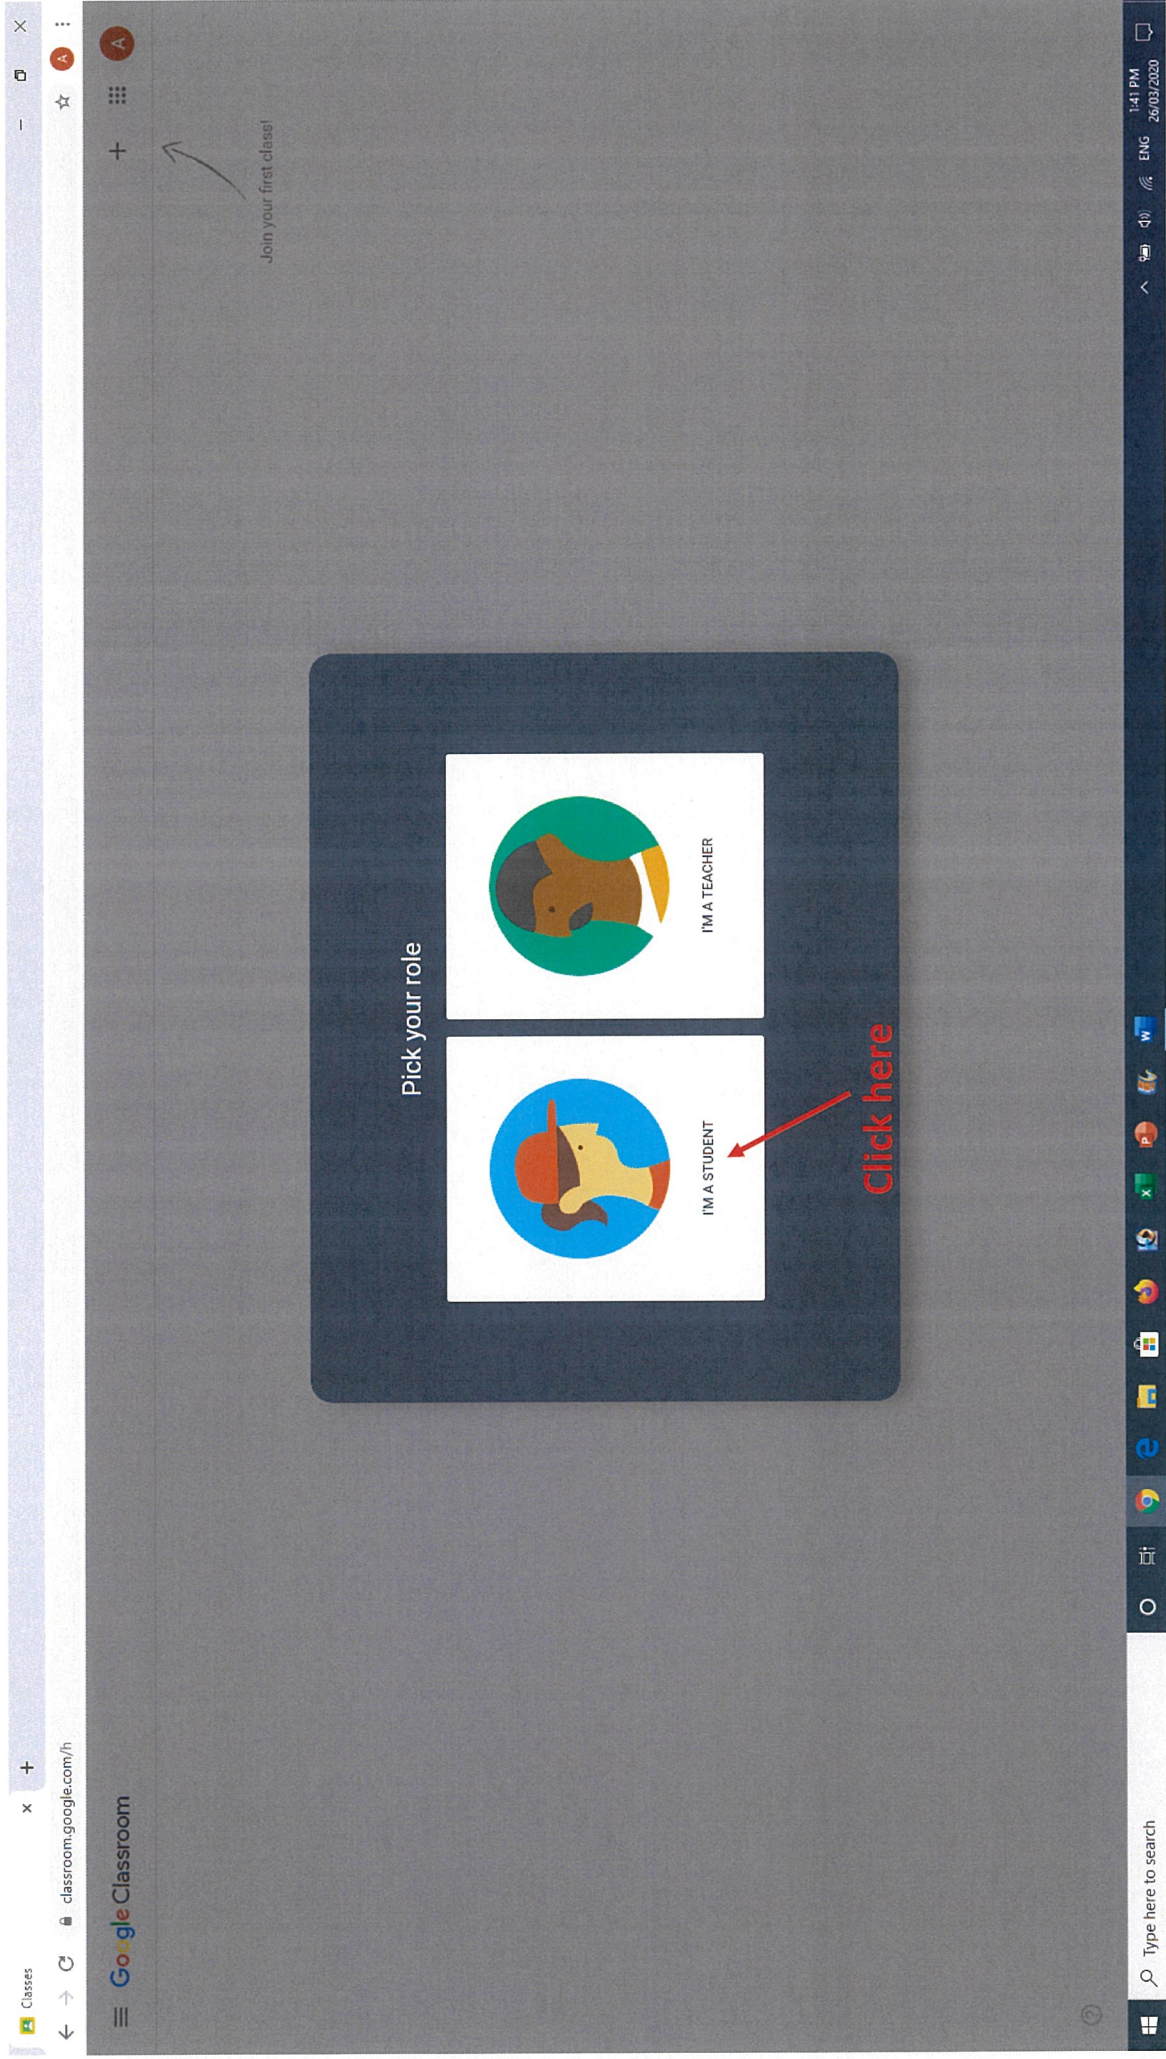 Classes
classroom.google.com/h
Google Classroom
Join your first class!
Pick your role
I'M A STUDENT
I'M A TEACHER
Click here
Type here to search
ENG
1:41 PM
26/03/2020